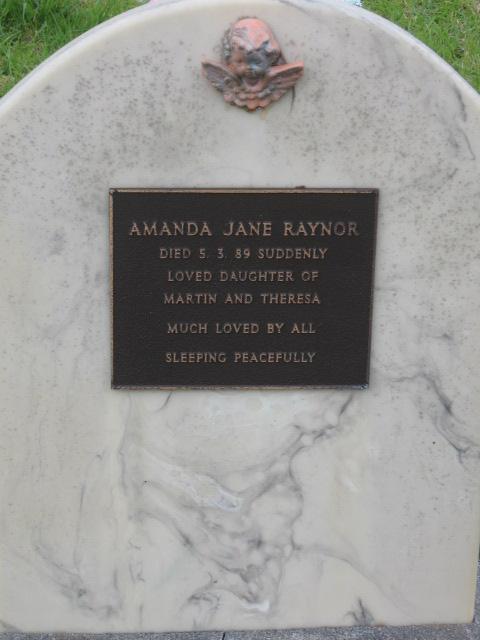 AMANDA JANE RAYNOR
DIED 5. 3. 89 SUDDENLY
LOVED DAUGHTER OF
MARTIN AND THERESA
MUCH LOVED BY ALL
SLEEPING PEACEFULLY